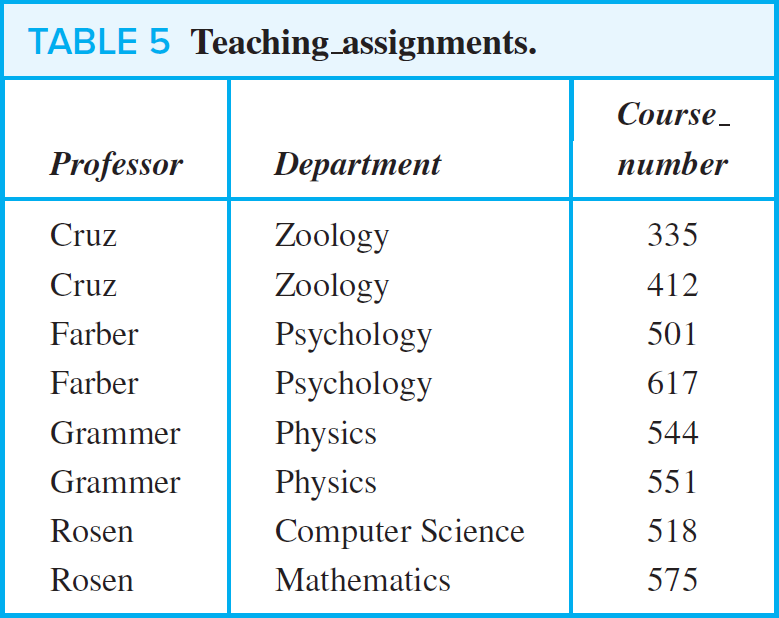 TABLE 5 Teaching_assignments.
Professor Department Course_
number
Cruz Zoology 335
Cruz Zoology 412
Farber Psychology 501
Farber Psychology 617
Grammer Physics 544
Grammer Physics 551
Rosen Computer Science 518
Rosen Mathematics 575